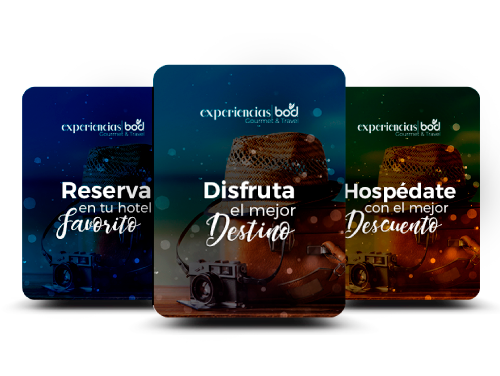 experiencias bod
Gourmet & Travel
Reserva
en tu hotel
Favorito
experiencias bod
Gourmet & Travel
Disfruta
el mejor
Destino
experiencias bod
Gourmet & Travel
Hospédate
con el mejor
Descuento